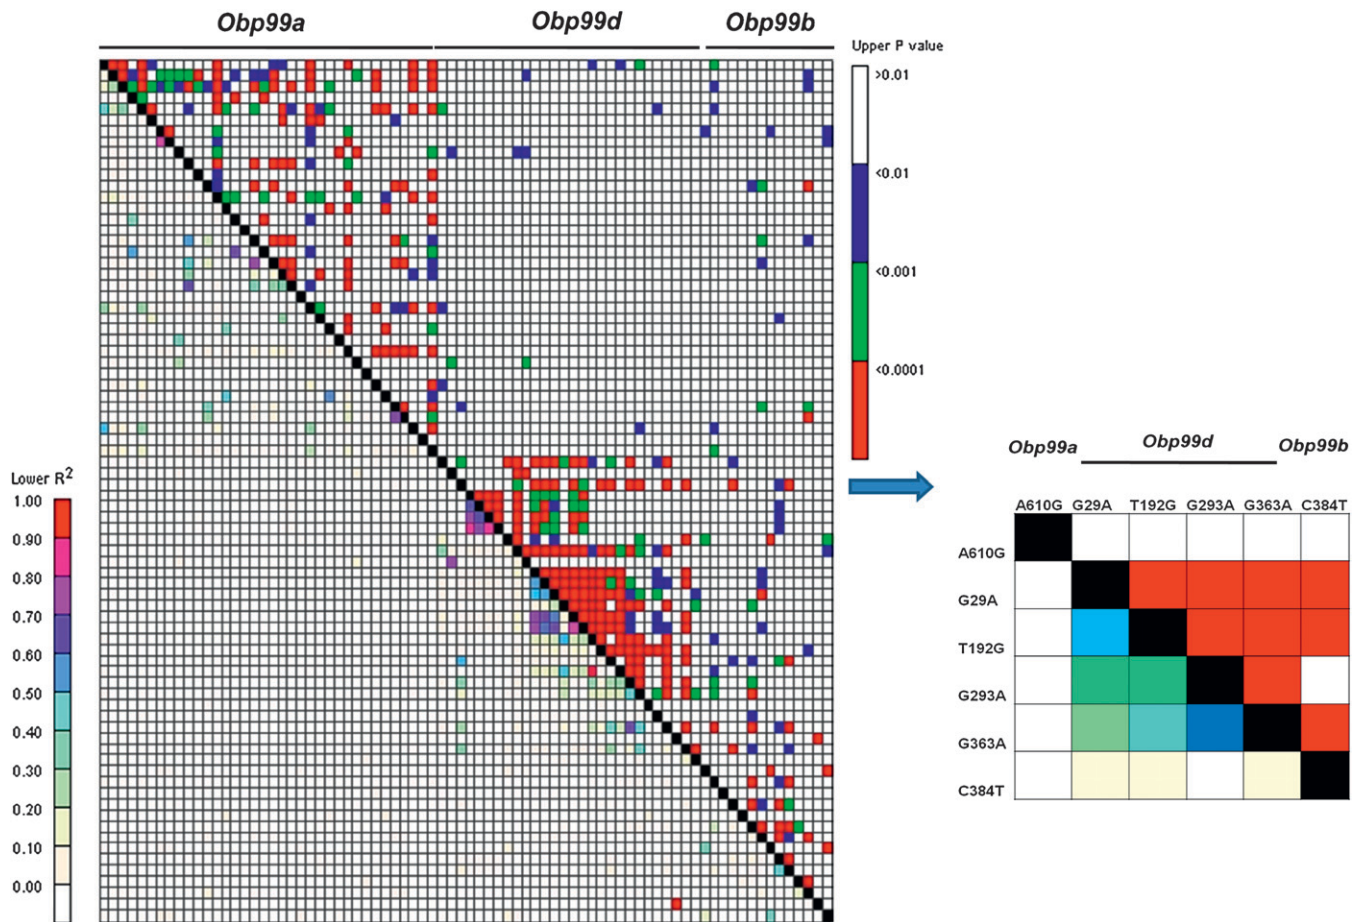 Obp99a Obp99d Obp99b
Upper P value
>0.01
<0.01
<0.001
<0.0001
Lower R2
1.00
0.90
0.80
0.70
0.60
0.50
0.40
0.30
0.20
0.10
0.00
Obp99a Obp99d Obp99b
A610G G29A T192G G293A G363A C384T
A610G
G29A
T192G
G293A
G363A
C384T